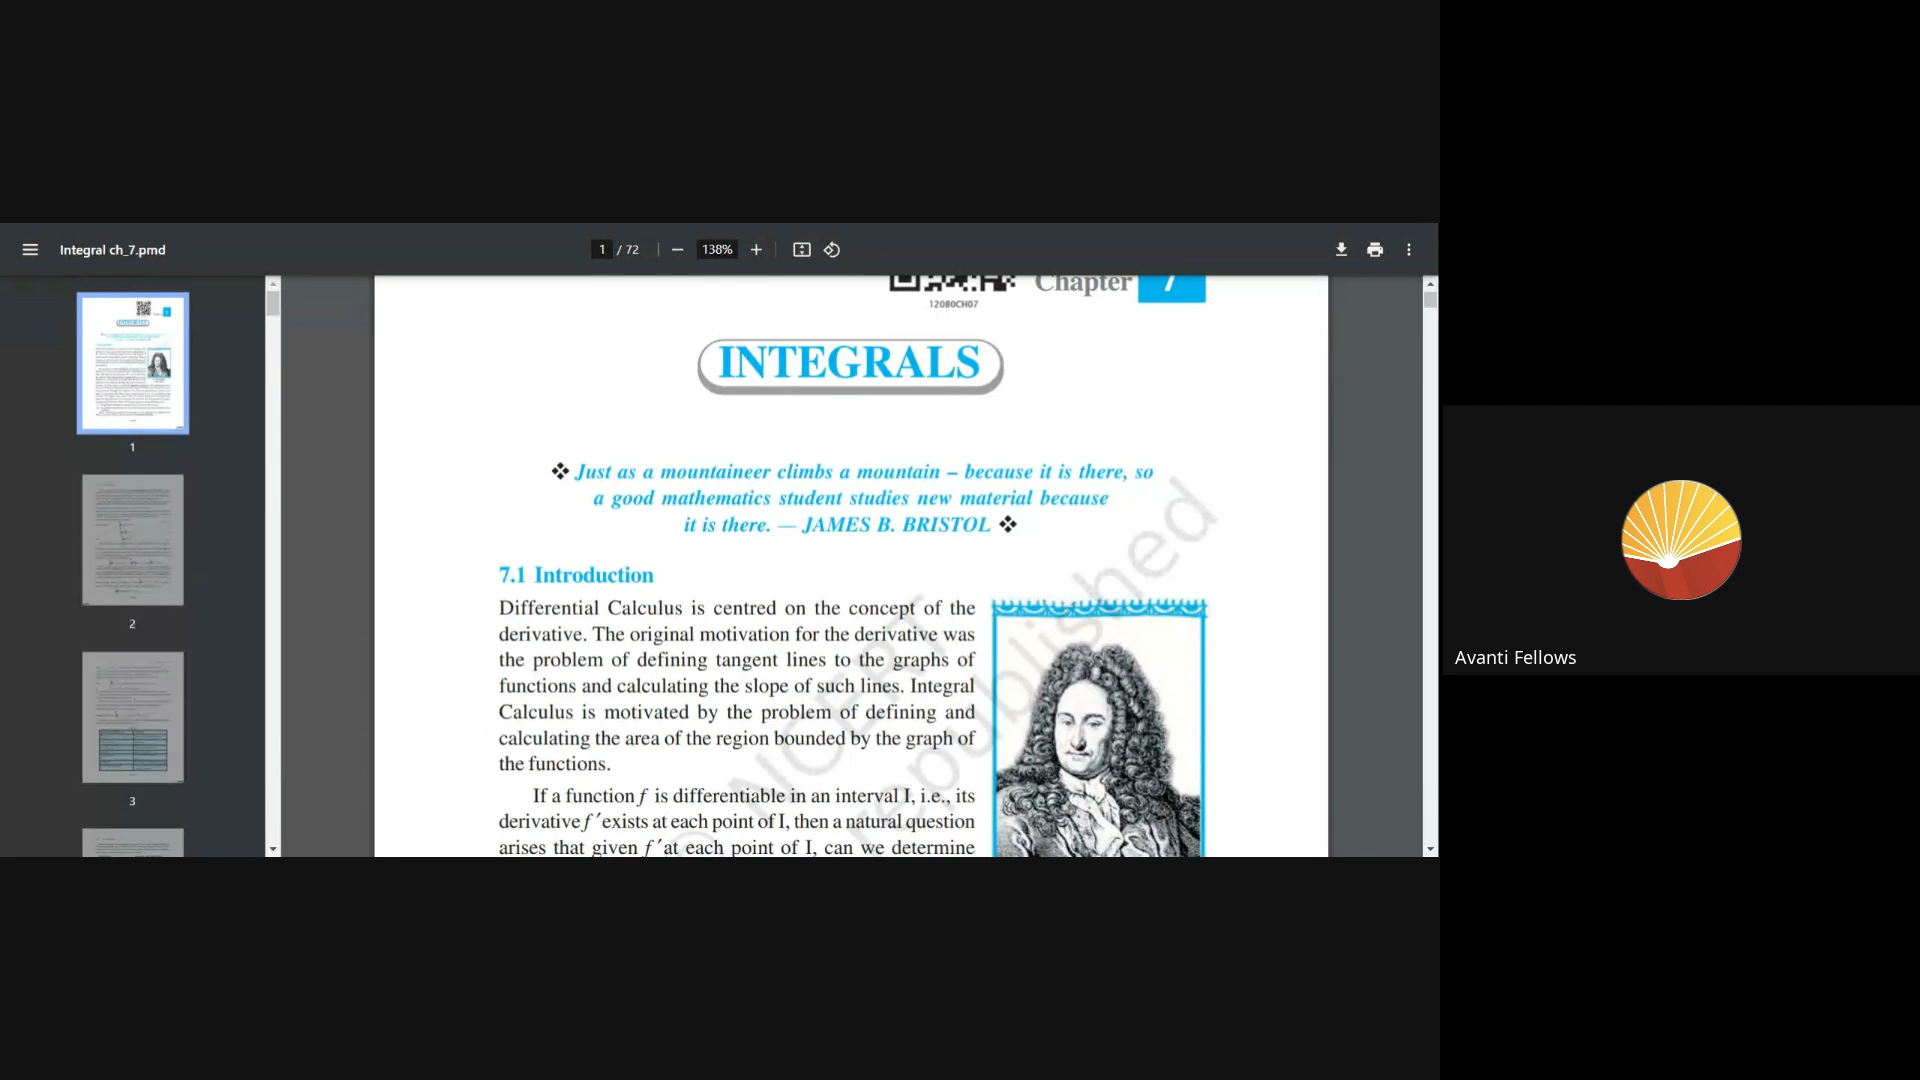 Integral ch_7.pmd
1 / 72
138%
Chapter 7
12080CH07
INTEGRALS
❖ Just as a mountaineer climbs a mountain – because it is there, so
a good mathematics student studies new material because
it is there. — JAMES B. BRISTOL ❖
7.1 Introduction
Differential Calculus is centred on the concept of the
derivative. The original motivation for the derivative was
the problem of defining tangent lines to the graphs of
functions and calculating the slope of such lines. Integral
Calculus is motivated by the problem of defining and
calculating the area of the region bounded by the graph of
the functions.
If a function f is differentiable in an interval I, i.e., its
derivative f ′ exists at each point of I, then a natural question
arises that given f ′ at each point of I, can we determine
© NCERT
republished
INTEGRALS
1
2
3
Avanti Fellows